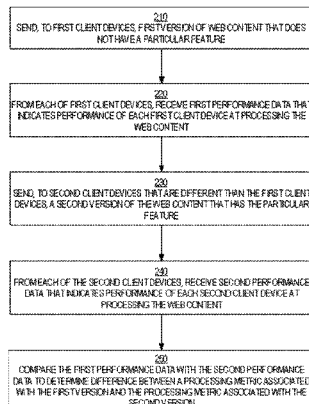 210
SEND, TO FIRST CLIENT DEVICES, FIRST VERSION OF WEB CONTENT THAT DOES
NOT HAVE A PARTICULAR FEATURE
220
FROM EACH OF FIRST CLIENT DEVICES, RECEIVE FIRST PERFORMANCE DATA THAT
INDICATES PERFORMANCE OF EACH FIRST CLIENT DEVICE AT PROCESSING THE
WEB CONTENT
230
SEND, TO SECOND CLIENT DEVICES THAT ARE DIFFERENT THAN THE FIRST CLIENT
DEVICES, A SECOND VERSION OF THE WEB CONTENT THAT HAS THE PARTICULAR
FEATURE
240
FROM EACH OF THE SECOND CLIENT DEVICES, RECEIVE SECOND PERFORMANCE
DATA THAT INDICATES PERFORMANCE OF EACH SECOND CLIENT DEVICE AT
PROCESSING THE WEB CONTENT
250
COMPARE THE FIRST PERFORMANCE DATA WITH THE SECOND PERFORMANCE
DATA TO DETERMINE DIFFERENCE BETWEEN A PROCESSING METRIC ASSOCIATED
WITH THE FIRST VERSION AND THE PROCESSING METRIC ASSOCIATED WITH THE
SECOND VERSION